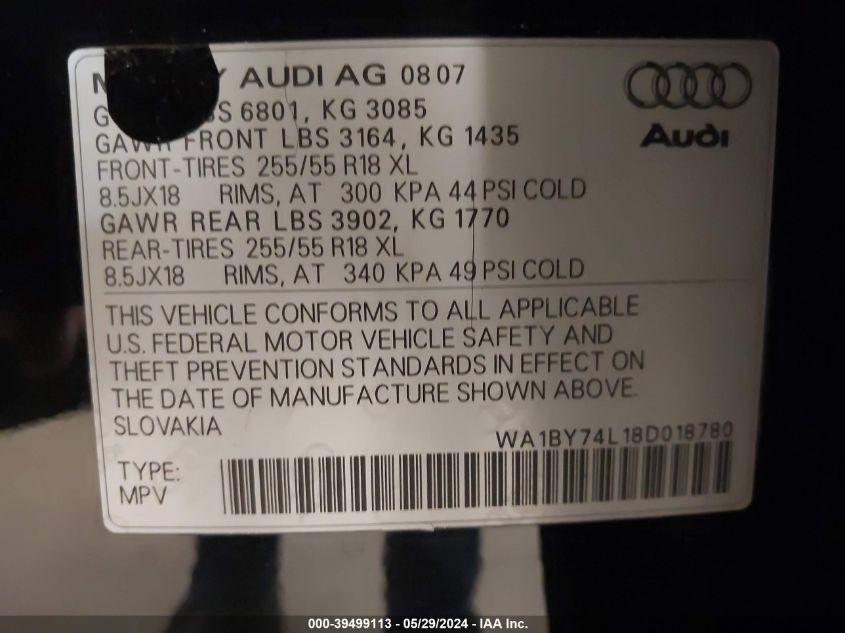 AUDI AG 0807
6801, KG 3085
GAWR FRONT LBS 3164, KG 1435
FRONT-TIRES 255/55 R18 XL
8.5JX18 RIMS, AT 300 KPA 44 PSI COLD
GAWR REAR LBS 3902, KG 1770
REAR-TIRES 255/55 R18 XL
8.5JX18 RIMS, AT 340 KPA 49 PSI COLD
Audi
THIS VEHICLE CONFORMS TO ALL APPLICABLE
U.S. FEDERAL MOTOR VEHICLE SAFETY AND
THEFT PREVENTION STANDARDS IN EFFECT ON
THE DATE OF MANUFACTURE SHOWN ABOVE.
SLOVAKIA
WA1BY74L18D018780
TYPE:
MPV
000-39499113 - 05/29/2024 - IAA Inc.